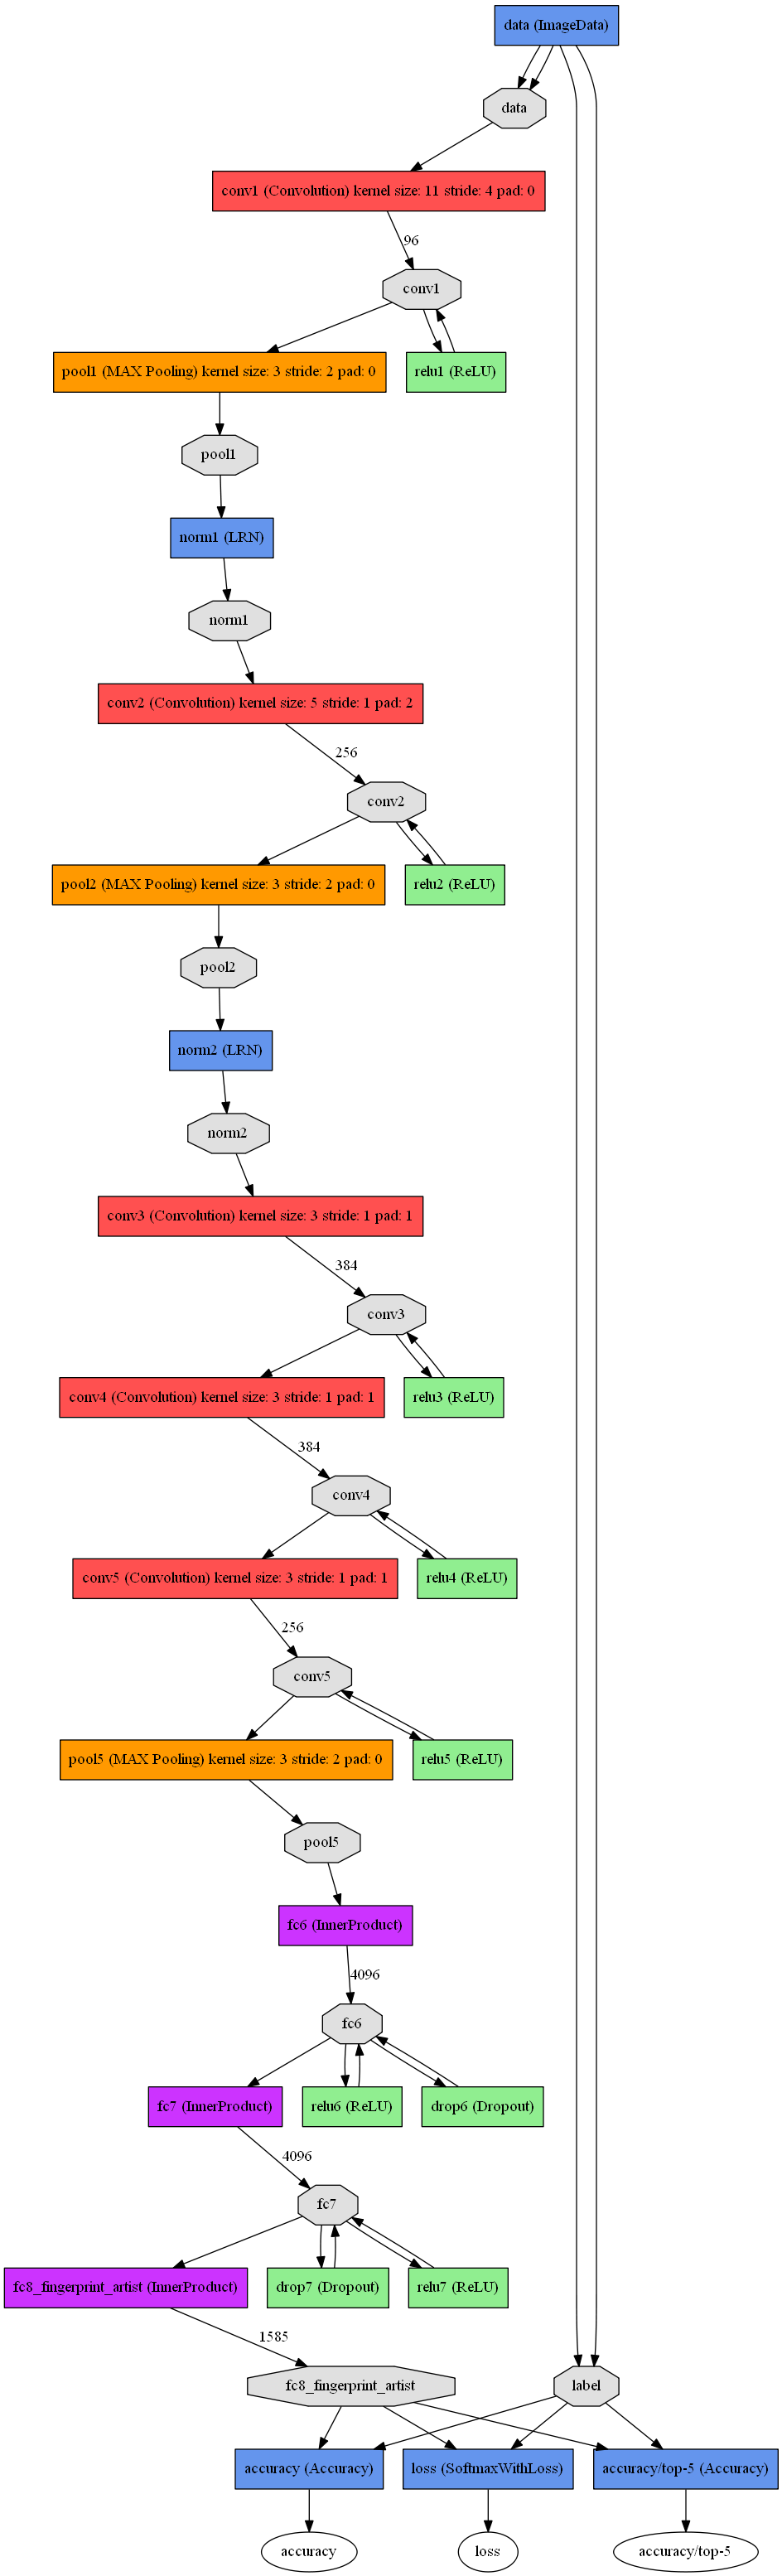 data (ImageData)
data
conv1 (Convolution) kernel size: 11 stride: 4 pad: 0
96
conv1
pool1 (MAX Pooling) kernel size: 3 stride: 2 pad: 0
relu1 (ReLU)
pool1
norm1 (LRN)
norm1
conv2 (Convolution) kernel size: 5 stride: 1 pad: 2
256
conv2
pool2 (MAX Pooling) kernel size: 3 stride: 2 pad: 0
relu2 (ReLU)
pool2
norm2 (LRN)
norm2
conv3 (Convolution) kernel size: 3 stride: 1 pad: 1
384
conv3
conv4 (Convolution) kernel size: 3 stride: 1 pad: 1
relu3 (ReLU)
384
conv4
conv5 (Convolution) kernel size: 3 stride: 1 pad: 1
relu4 (ReLU)
256
conv5
pool5 (MAX Pooling) kernel size: 3 stride: 2 pad: 0
relu5 (ReLU)
pool5
fc6 (InnerProduct)
4096
fc6
fc7 (InnerProduct)
relu6 (ReLU)
drop6 (Dropout)
4096
fc7
fc8_fingerprint_artist (InnerProduct)
drop7 (Dropout)
relu7 (ReLU)
1585
fc8_fingerprint_artist
label
accuracy (Accuracy)
loss (SoftmaxWithLoss)
accuracy/top-5 (Accuracy)
accuracy
loss
accuracy/top-5